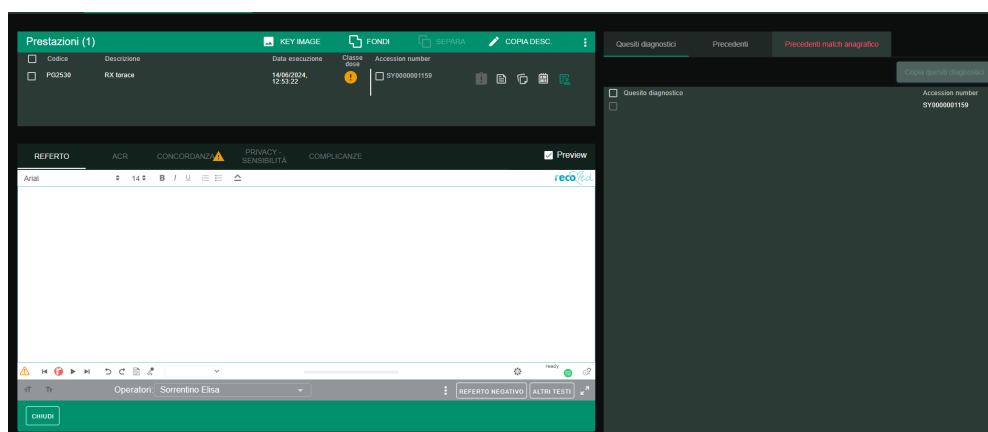 Prestazioni (1)
KEY IMAGE
FONDI
SEPARA
COPIA DESC.
Codice
Descrizione
Data esecuzione
Classe dose
Accession number
PG2530
RX torace
14/06/2024,
12:53:22
SY0000001159
REFERTO
ACR
CONCORDANZA
PRIVACY -
SENSIBILITÁ
COMPLICANZE
Preview
Arial
14
B I U
recoMed
ready
Operatori:
Sorrentino Elisa
REFERTO NEGATIVO
ALTRI TESTI
CHIUDI
Quesiti diagnostici
Precedenti
Precedenti match anagrafico
Copia quesiti diagnostici
Quesito diagnostico
Accession number
SY0000001159